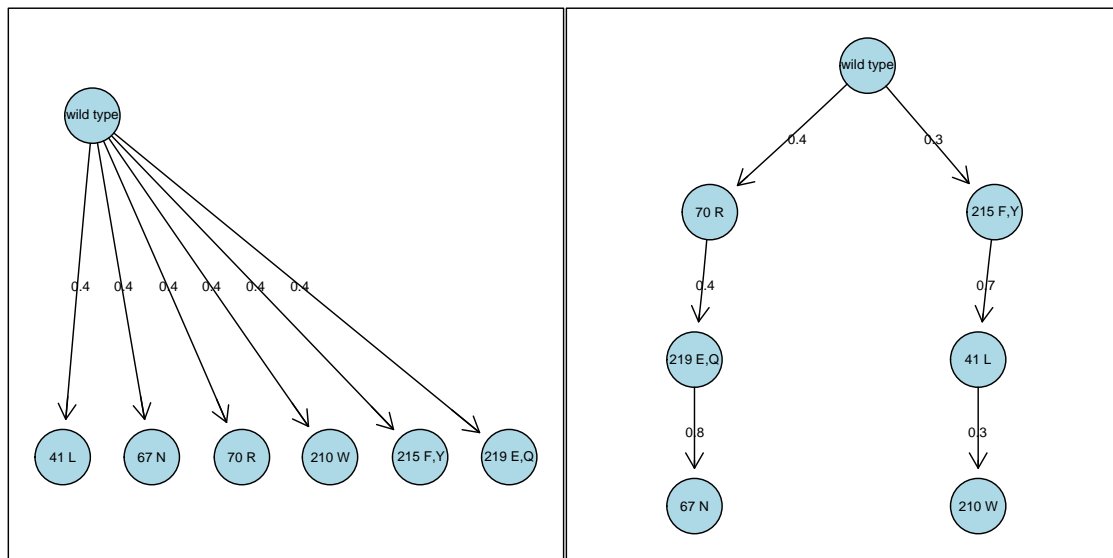 wild type
0.4 0.4 0.4 0.4 0.4 0.4
41 L 67 N 70 R 210 W 215 F,Y 219 E,Q
wild type
0.4 0.3
70 R 215 F,Y
0.4 0.7
219 E,Q 41 L
0.8 0.3
67 N 210 W